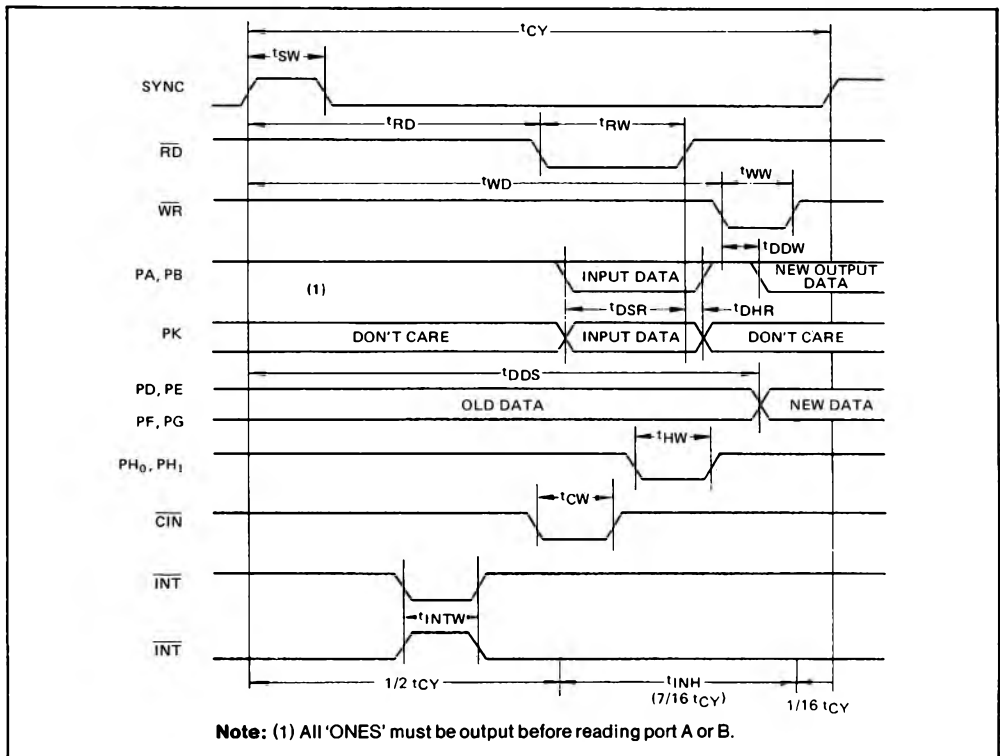 tCY
tSW
SYNC
tRD
tRW
RD
tWD
tWW
WR
tDDW
PA, PB
INPUT DATA
NEW OUTPUT
DATA
(1)
tDSR
tDHR
PK
DON'T CARE
INPUT DATA
DON'T CARE
tDDS
PD, PE
OLD DATA
NEW DATA
PF, PG
tHW
PH0, PH1
tCW
CIN
INT
tINTW
INT
1/2 tCY
tINH
(7/16 tCY)
1/16 tCY
Note: (1) All 'ONES' must be output before reading port A or B.